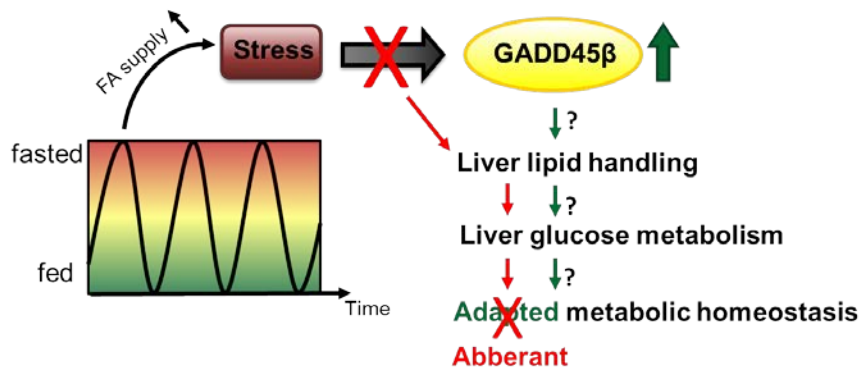 FA supply
Stress
GADD45β
?
fasted
Liver lipid handling
?
Liver glucose metabolism
fed
?
Time
Adapted metabolic homeostasis
Abberant